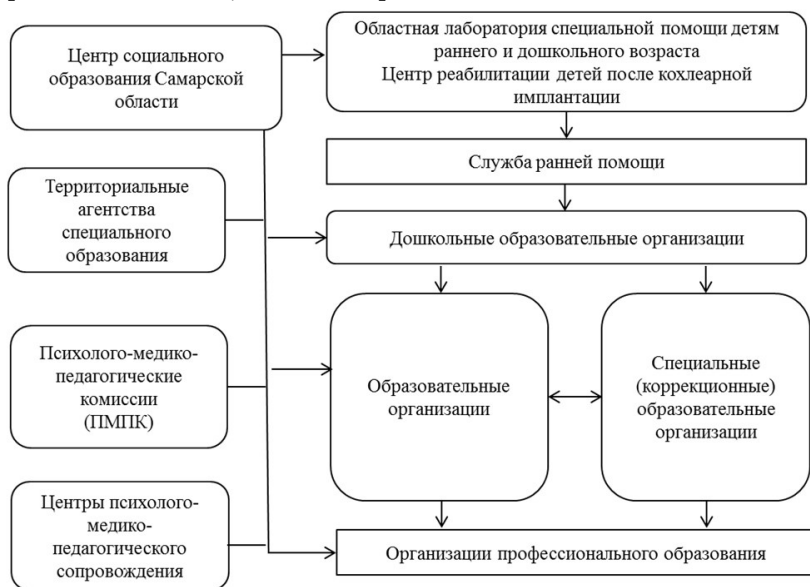 Центр социального
образования Самарской
области
Областная лаборатория специальной помощи детям
раннего и дошкольного возраста
Центр реабилитации детей после кохлеарной
имплантации
Служба ранней помощи
Территориальные
агентства
специального
образования
Дошкольные образовательные организации
Психолого-медико-
педагогические
комиссии
(ПМПК)
Образовательные
организации
Специальные
(коррекционные)
образовательные
организации
Центры психолого-
медико-
педагогического
сопровождения
Организации профессионального образования